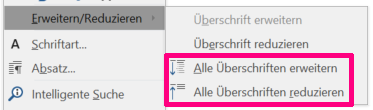 Erweitern/Reduzieren
Schriftart...
Absatz...
Intelligente Suche
Überschrift erweitern
Überschrift reduzieren
Alle Überschriften erweitern
Alle Überschriften reduzieren